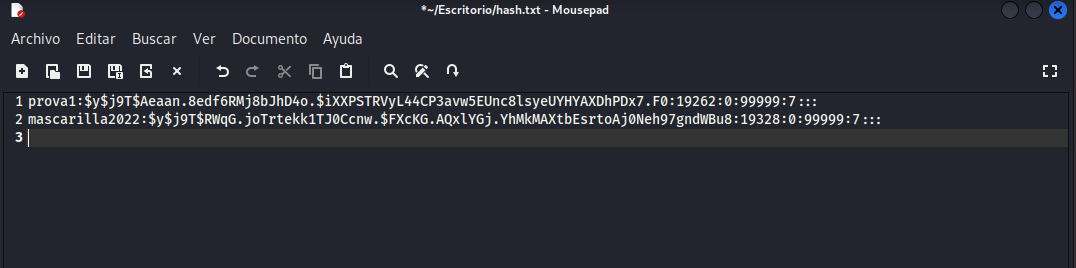 *~/Escritorio/hash.txt - Mousepad
Archivo Editar Buscar Ver Documento Ayuda
1 prova1:$y$j9T$Aeaan.8edf6RMj8bJhD4o.$iXXPSTRVyL44CP3avw5EUnc8lsyeUYHYAXDhPDx7.F0:19262:0:99999:7:::
2 mascarilla2022:$y$j9T$RWqG.joTrtekk1TJ0Ccnw.$FXcKG.AQxlYGj.YhMkMAXtbEsrtoAj0Neh97gndWBu8:19328:0:99999:7:::
3